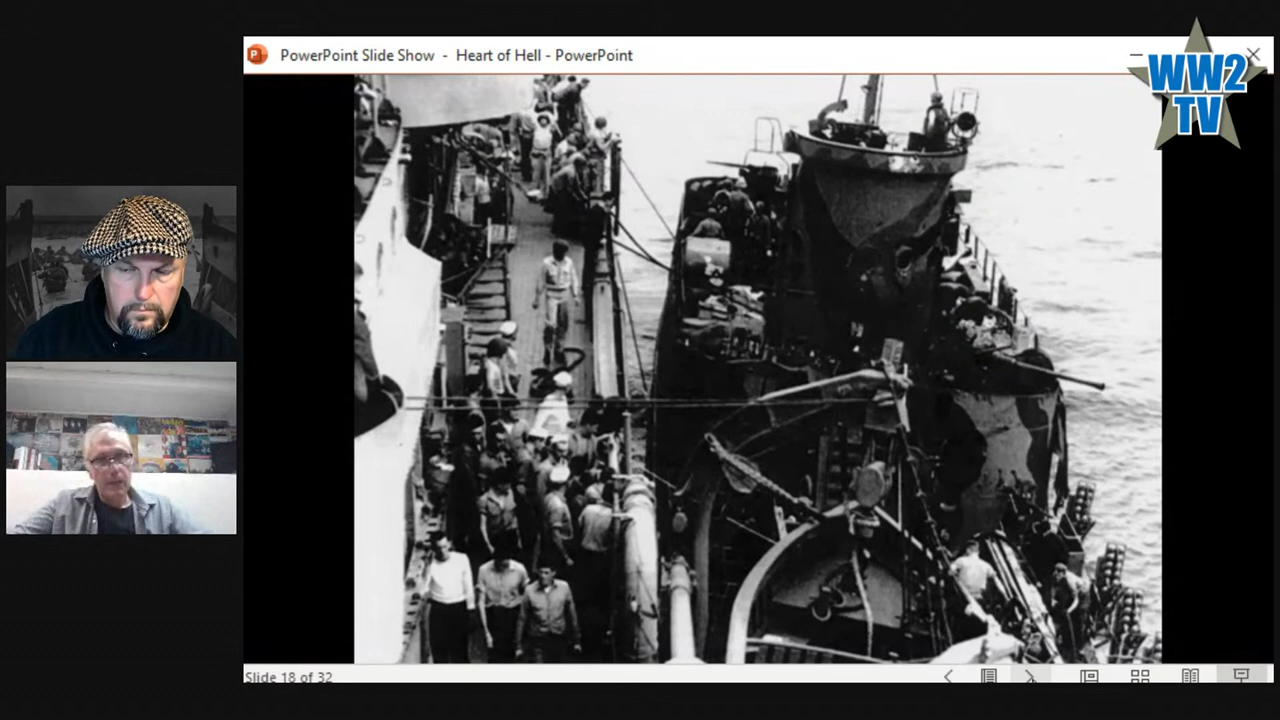 PowerPoint Slide Show - Heart of Hell - PowerPoint
WW2
TV
Slide 18 of 32